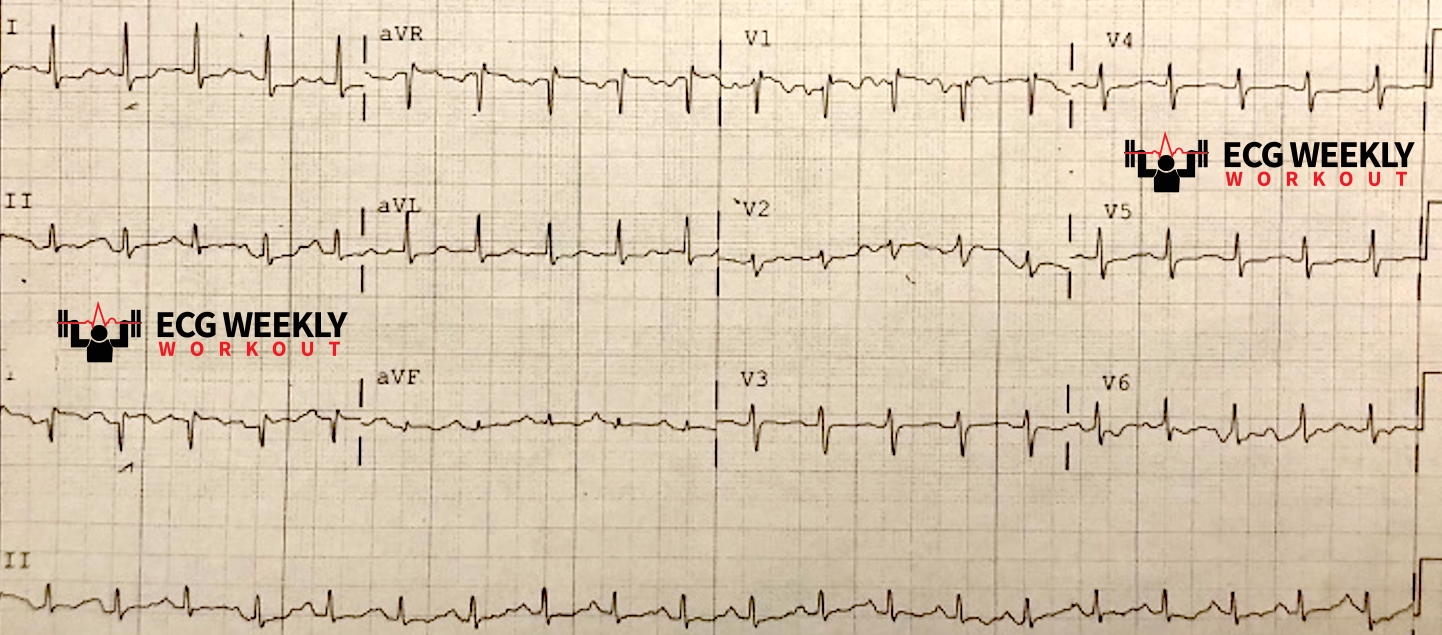 I
aVR
V1
V4
ECG WEEKLY
WORKOUT
II
aVL
V2
V5
ECG WEEKLY
WORKOUT
aVF
V3
V6
II